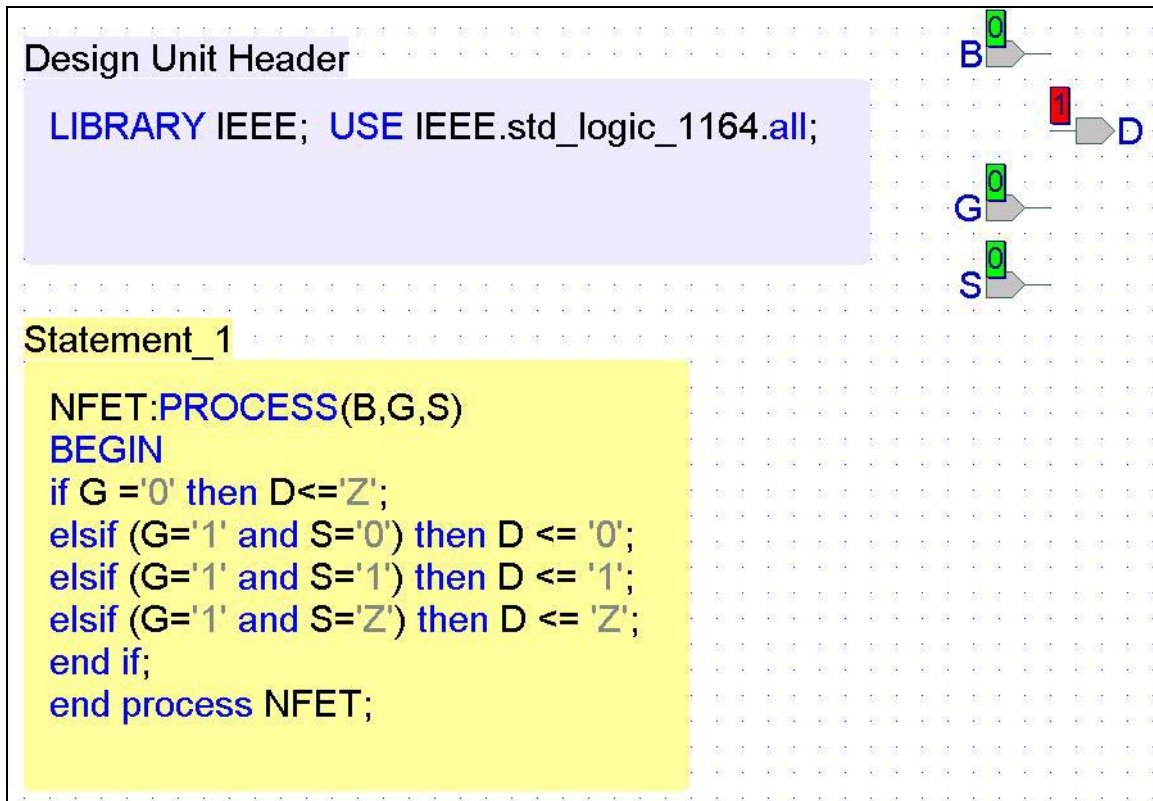 Design Unit Header
LIBRARY IEEE;  USE IEEE.std_logic_1164.all;
0
B
1
D
0
G
0
S
Statement_1
NFET:PROCESS(B,G,S)
BEGIN
if G ='0' then D<='Z';
elsif (G='1' and S='0') then D <= '0';
elsif (G='1' and S='1') then D <= '1';
elsif (G='1' and S='Z') then D <= 'Z';
end if;
end process NFET;